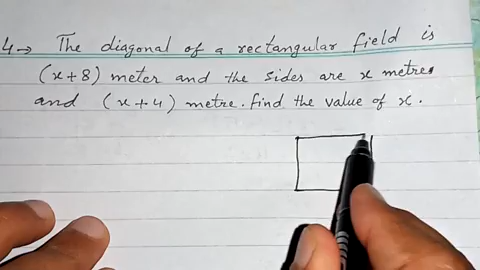 4→ The diagonal of a rectangular field is
(x+8) meter and the sides are x metre
and (x+4) metre. find the value of x.